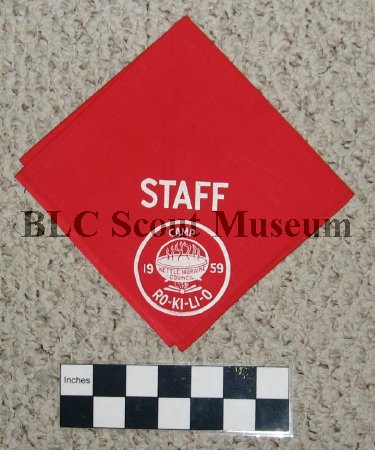 STAFF
BLC Scout Museum
CAMP
19 59
KETTLE MORAINE
COUNCIL
RO-KI-LI-O
Inches